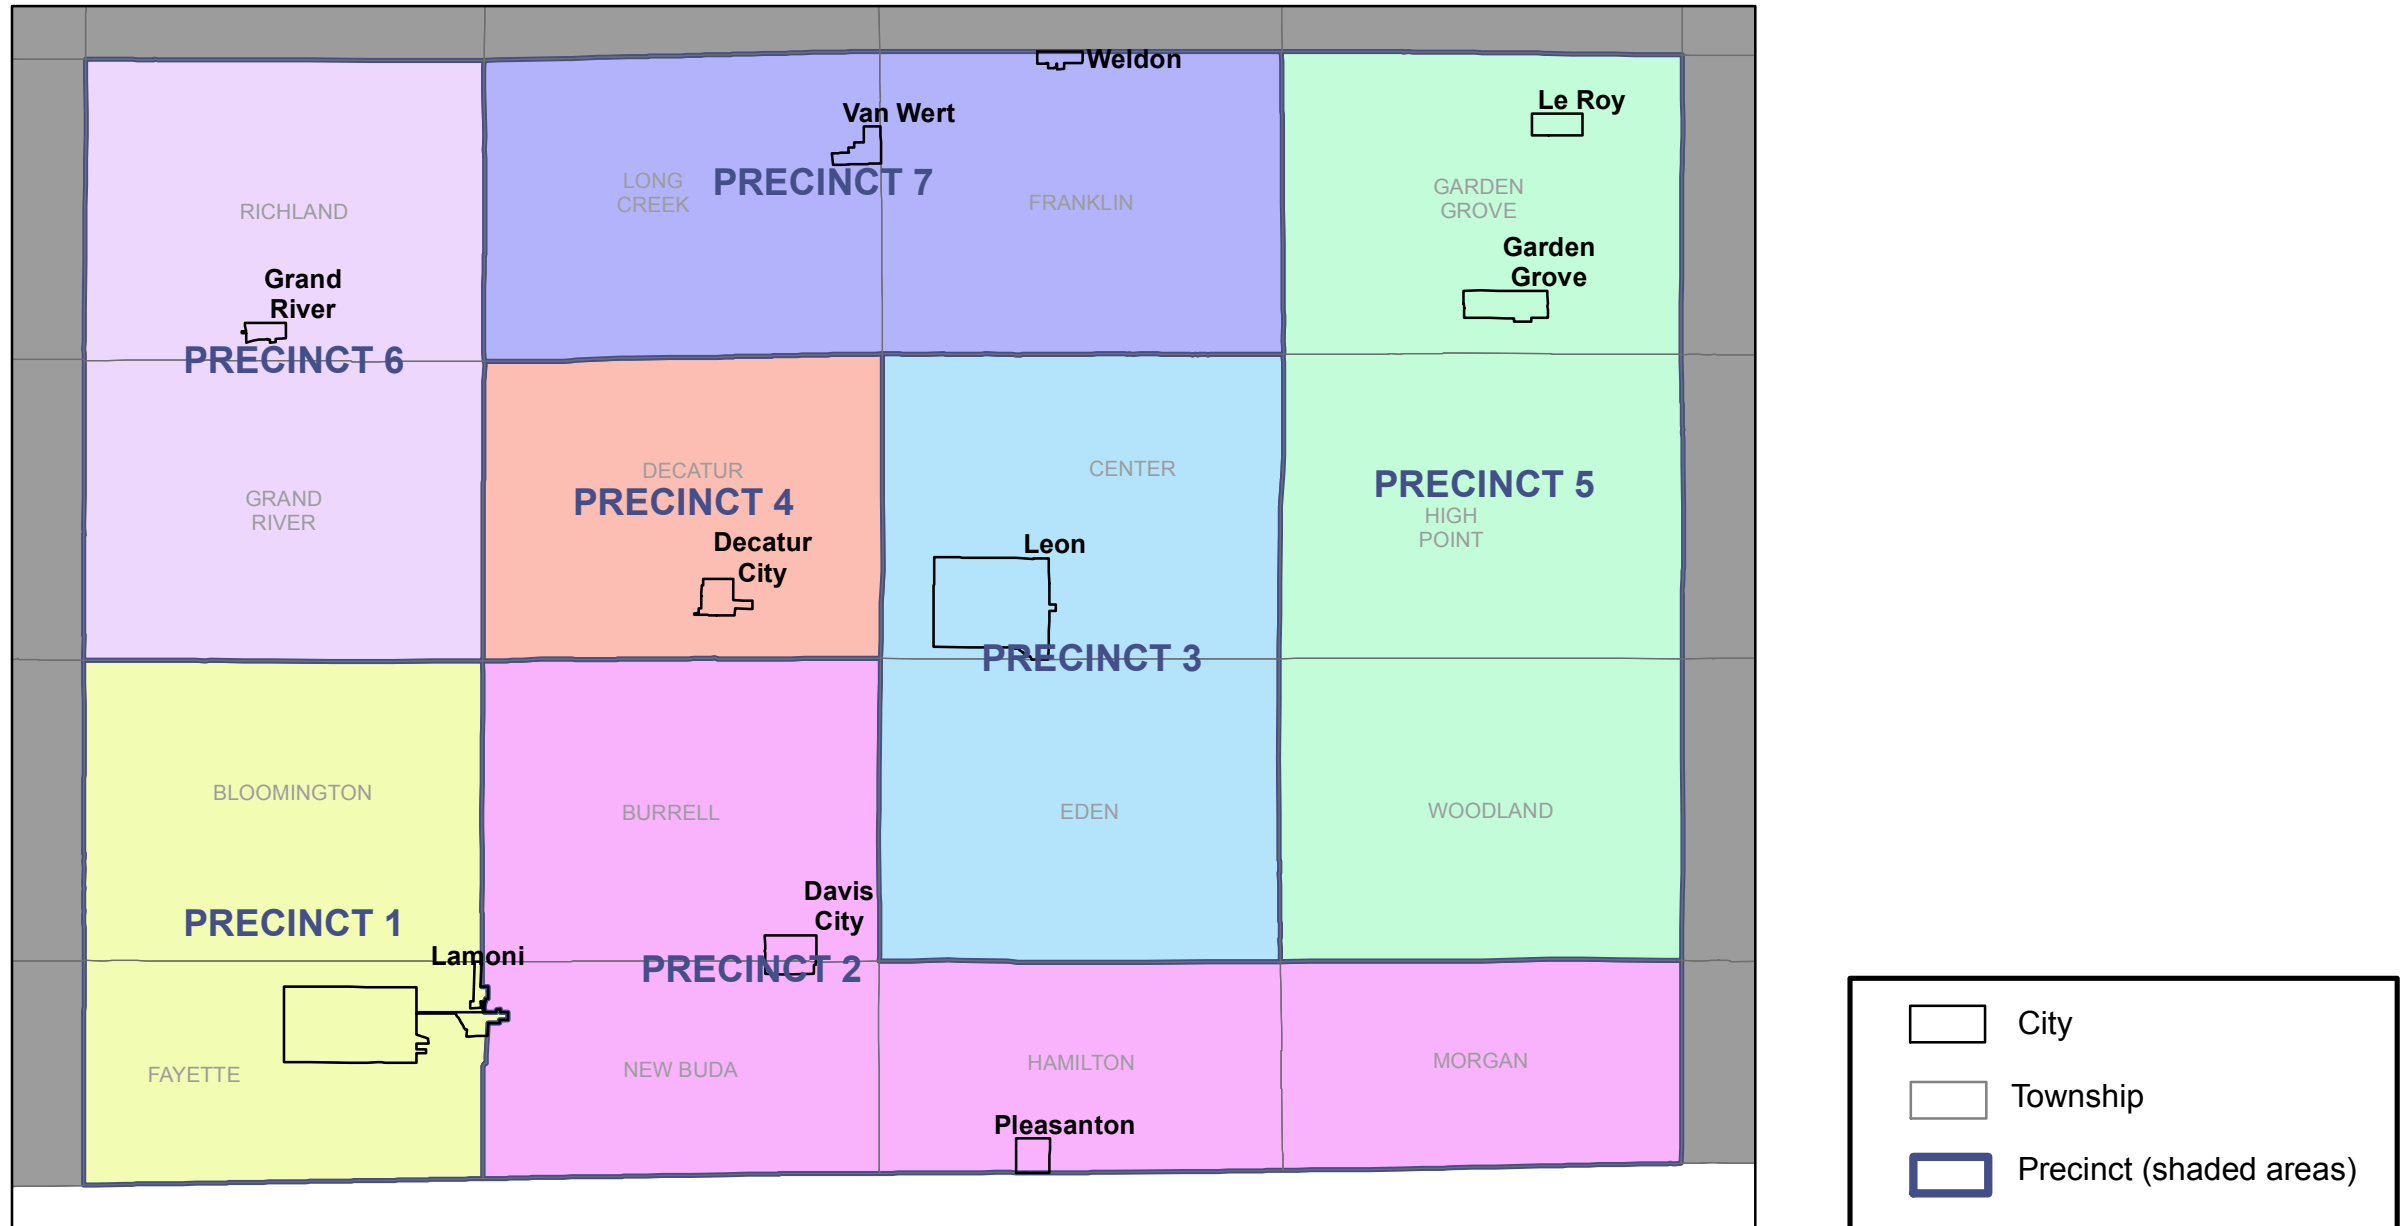 Weldon
Le Roy
Van Wert
PRECINCT 7
LONG
CREEK
GARDEN
GROVE
RICHLAND
FRANKLIN
Garden
Grove
Grand
River
PRECINCT 6
DECATUR
CENTER
PRECINCT 4
PRECINCT 5
GRAND
RIVER
HIGH
POINT
Decatur
City
Leon
PRECINCT 3
BLOOMINGTON
BURRELL
EDEN
WOODLAND
Davis
City
PRECINCT 1
Lamoni
PRECINCT 2
FAYETTE
NEW BUDA
HAMILTON
MORGAN
Pleasanton
City
Township
Precinct (shaded areas)